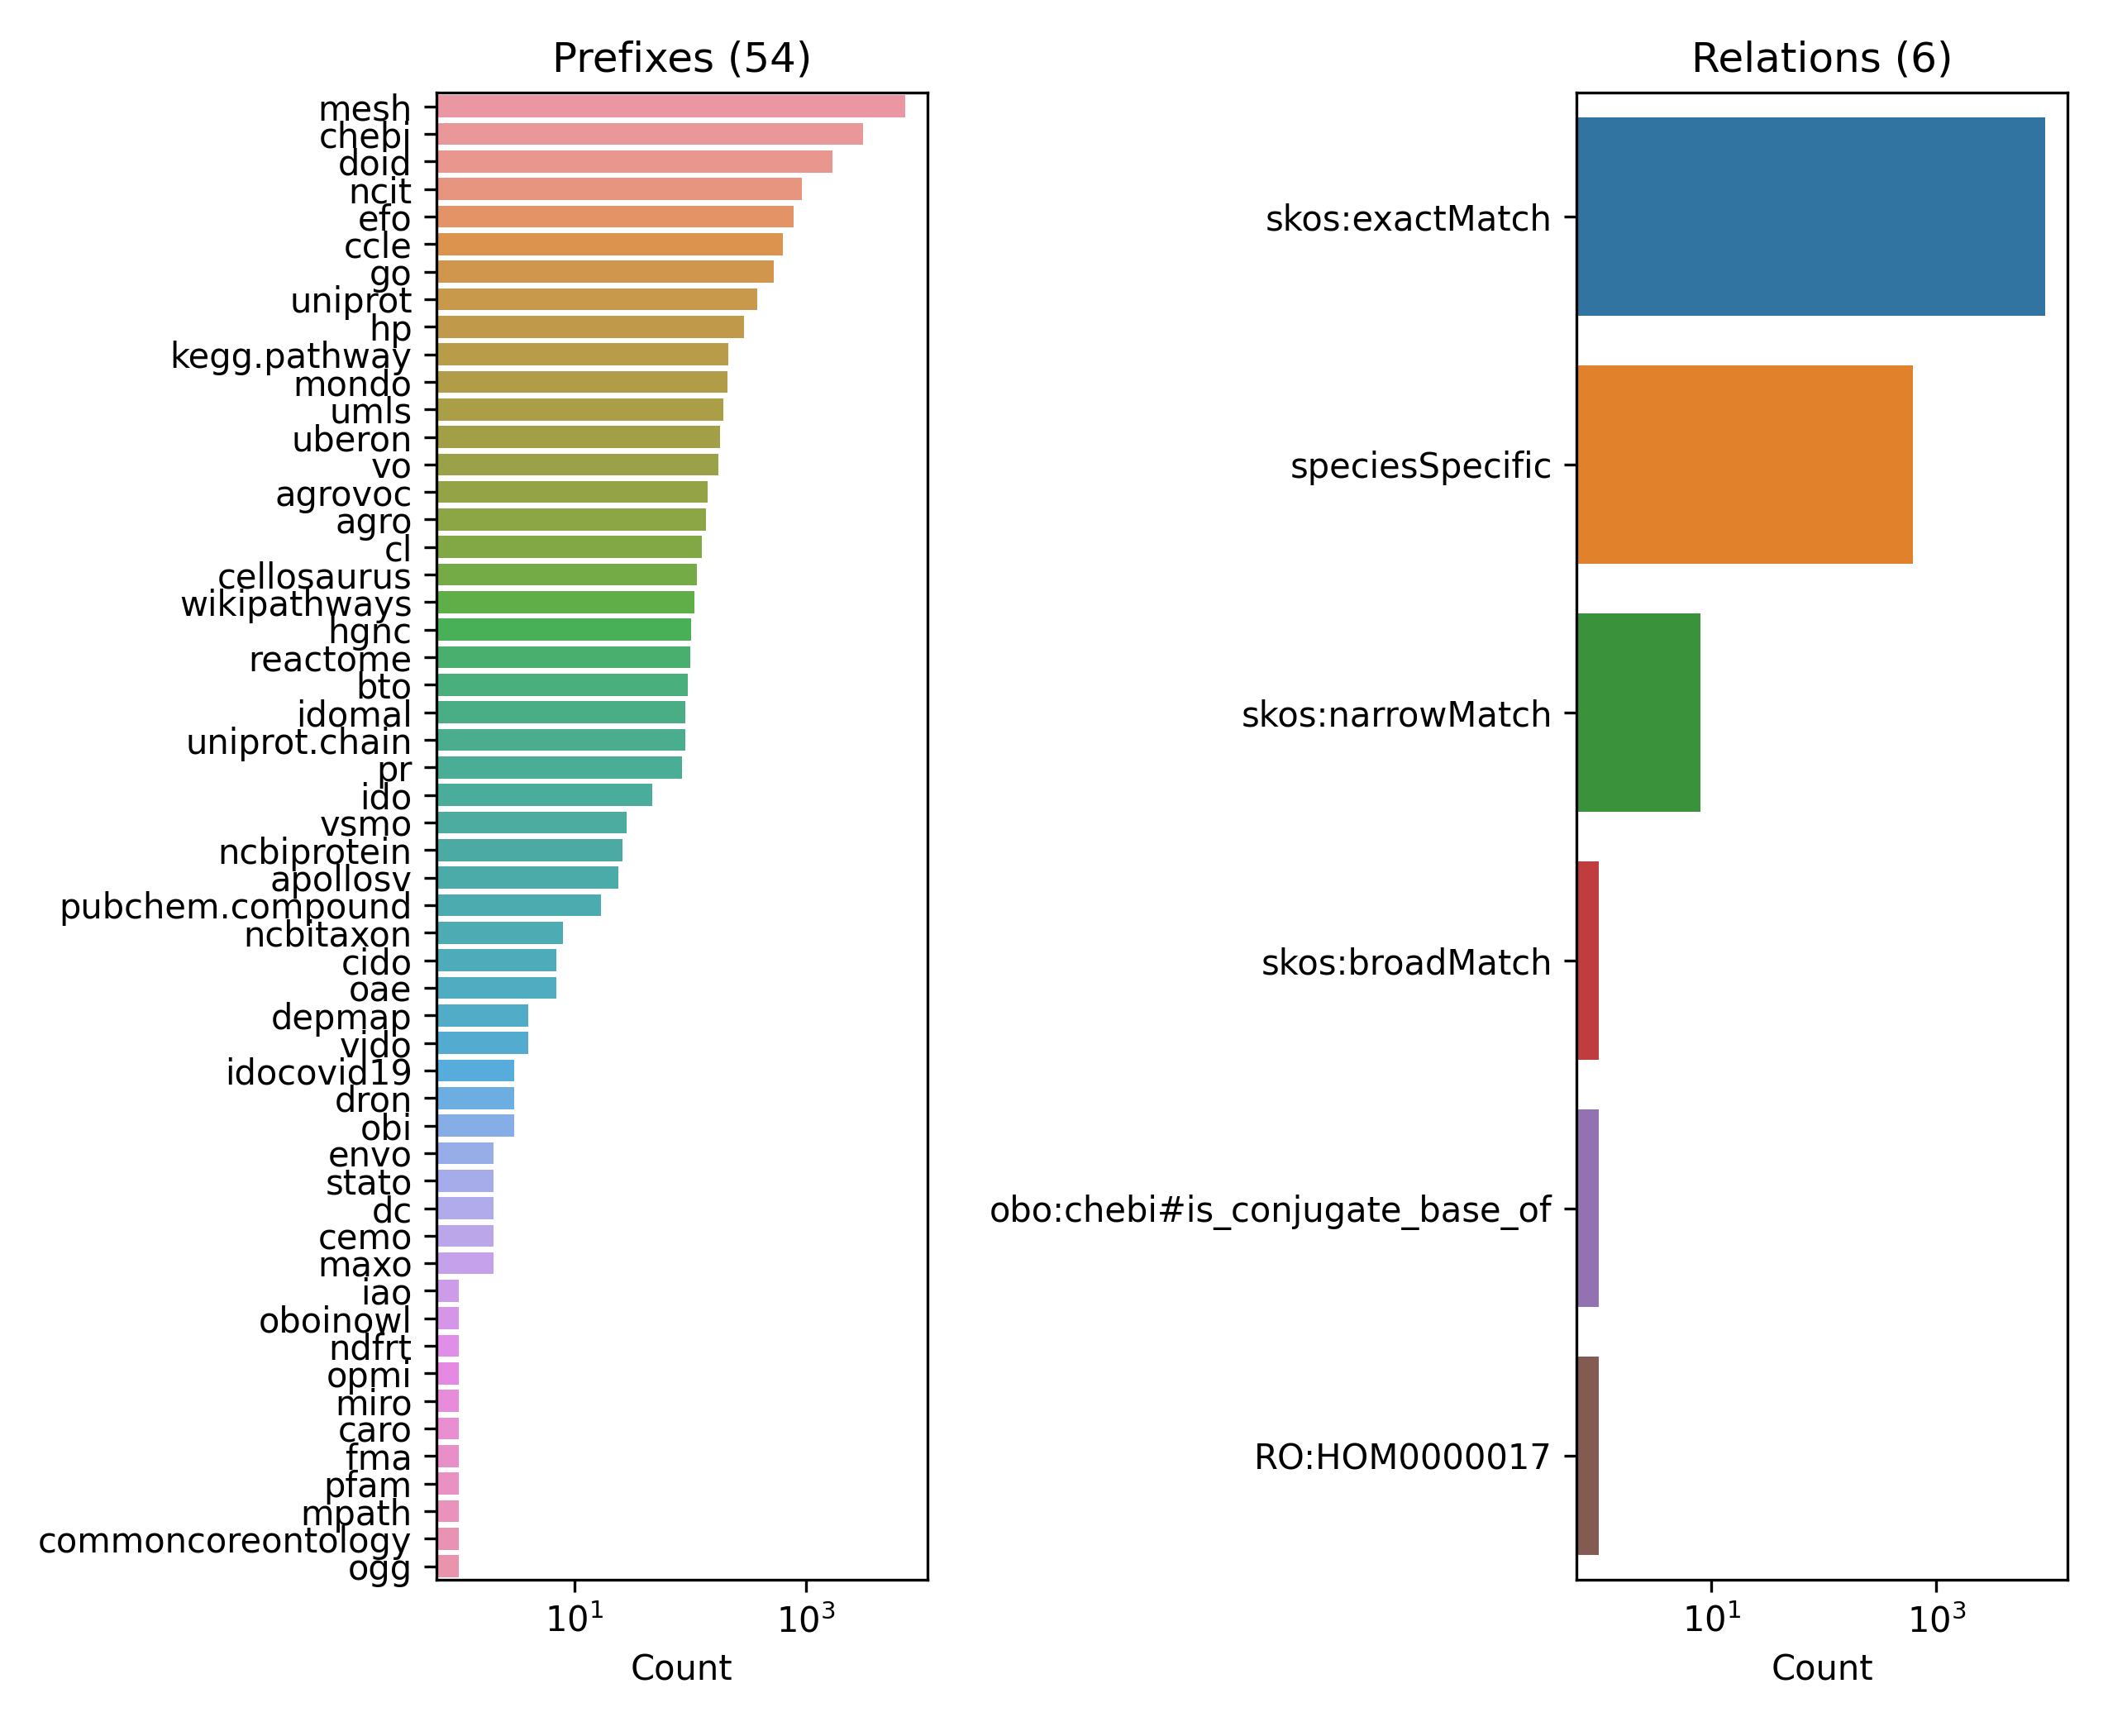 Prefixes (54)
mesh
chebi
doid
ncit
efo
ccle
go
uniprot
hp
kegg.pathway
mondo
umls
uberon
vo
agrovoc
agro
cl
cellosaurus
wikipathways
hgnc
reactome
bto
idomal
uniprot.chain
pr
ido
vsmo
ncbiprotein
apollosv
pubchem.compound
ncbitaxon
cido
oae
depmap
vido
idocovid19
dron
obi
envo
stato
dc
cemo
maxo
iao
oboinowl
ndfrt
opmi
miro
caro
fma
pfam
mpath
commoncoreontology
ogg
10¹ 10³
Count
Relations (6)
skos:exactMatch
speciesSpecific
skos:narrowMatch
skos:broadMatch
obo:chebi#is_conjugate_base_of
RO:HOM0000017
10¹ 10³
Count